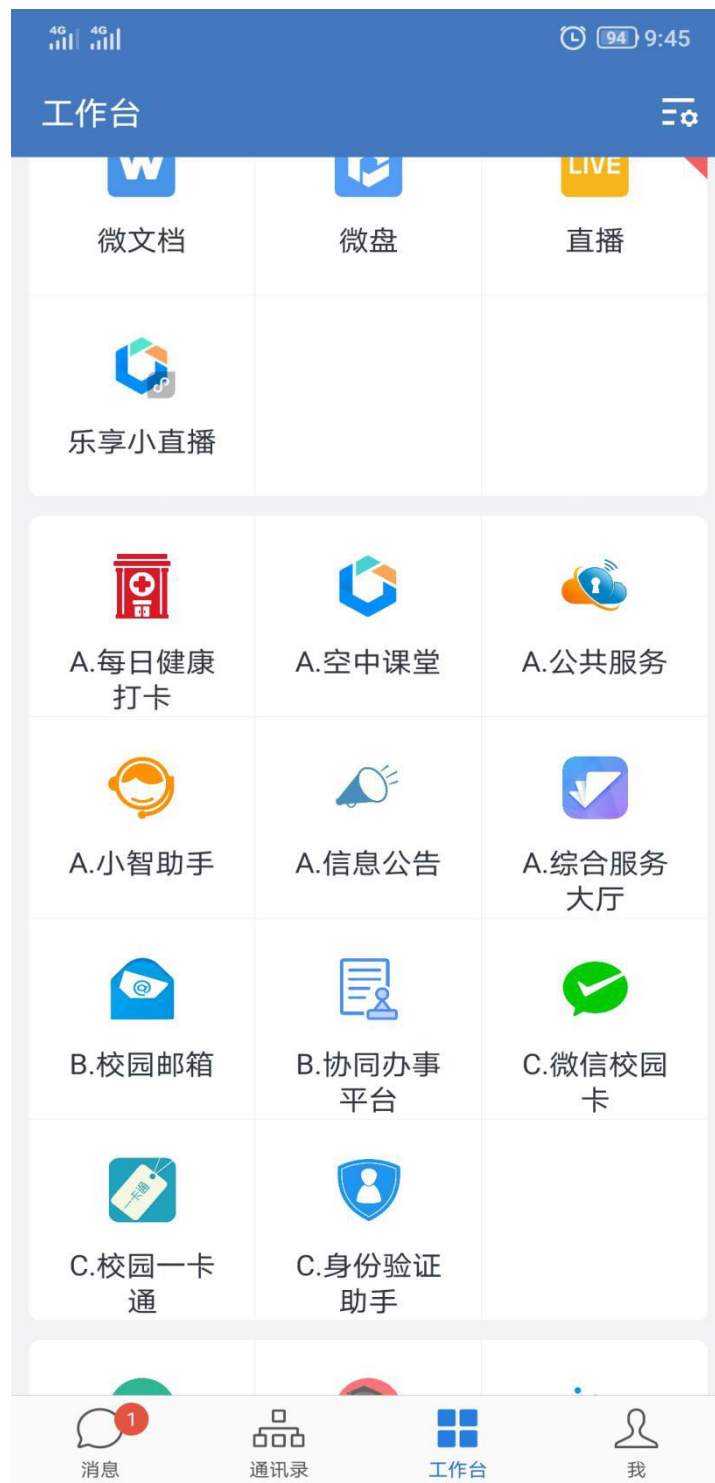 4G 4G 94 9:45
工作台
W LIVE
微文档 微盘 直播
乐享小直播
A.每日健康 A.空中课堂 A.公共服务
打卡
A.小智助手 A.信息公告 A.综合服务
大厅
@
B.校园邮箱 B.协同办事 C.微信校园
平台 卡
一卡通
C.校园一卡 C.身份验证
通 助手
1
消息 通讯录 工作台 我